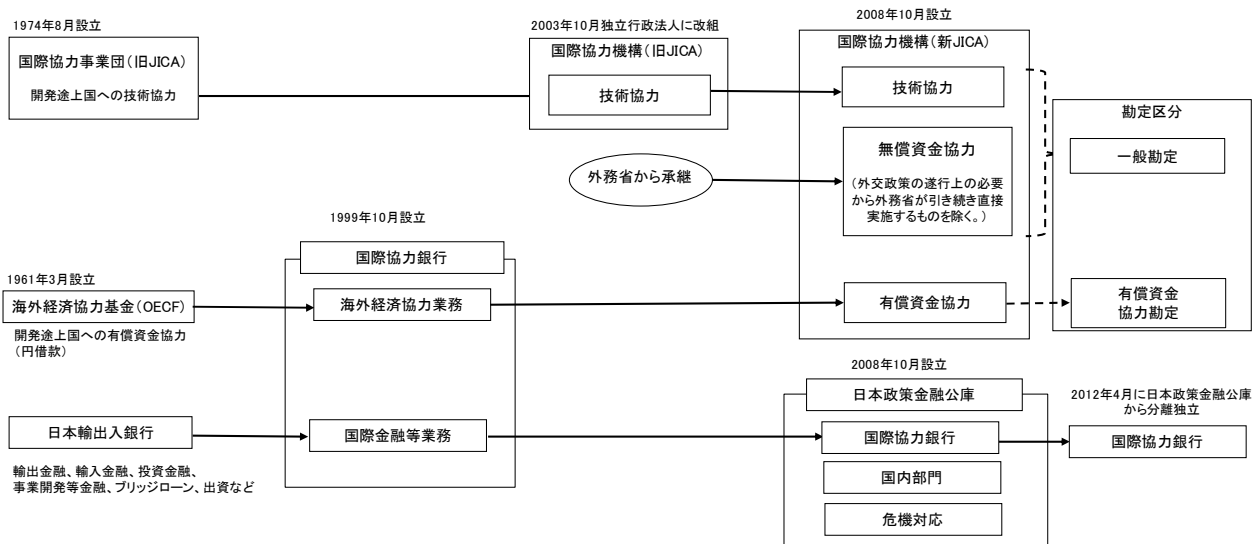 1974年8月設立
国際協力事業団(旧JICA)
開発途上国への技術協力
2003年10月独立行政法人に改組
国際協力機構(旧JICA)
技術協力
2008年10月設立
国際協力機構(新JICA)
技術協力
無償資金協力
(外交政策の遂行上の必要
から外務省が引き続き直接
実施するものを除く。)
外務省から承継
勘定区分
一般勘定
1961年3月設立
海外経済協力基金(OECF)
開発途上国への有償資金協力
(円借款)
1999年10月設立
国際協力銀行
海外経済協力業務
有償資金協力
有償資金
協力勘定
日本輸出入銀行
輸出金融、輸入金融、投資金融、
事業開発等金融、ブリッジローン、出資など
国際金融等業務
2008年10月設立
日本政策金融公庫
国際協力銀行
国内部門
危機対応
2012年4月に日本政策金融公庫
から分離独立
国際協力銀行